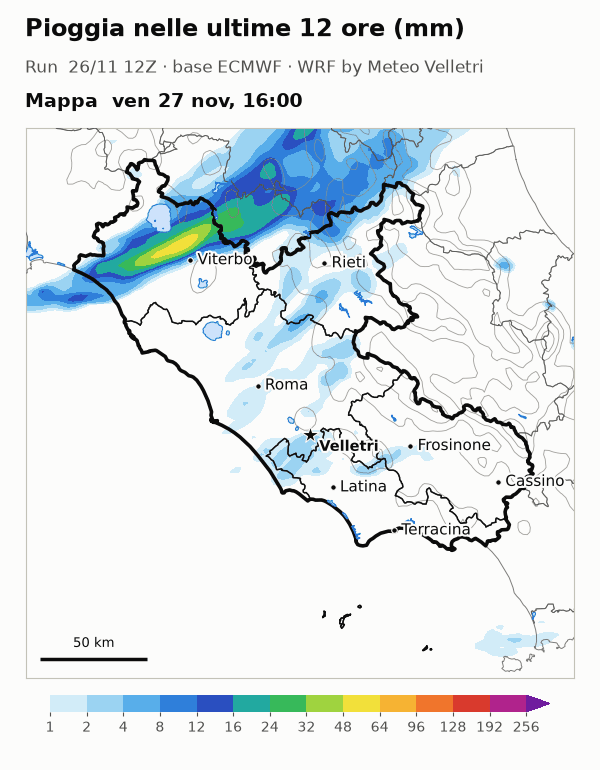 Pioggia nelle ultime 12 ore (mm)
Run  26/11 12Z · base ECMWF · WRF by Meteo Velletri
Mappa  ven 27 nov, 16:00
Viterbo
Rieti
Roma
Velletri
Frosinone
Latina
Cassino
Terracina
50 km
1 2 4 8 12 16 24 32 48 64 96 128 192 256